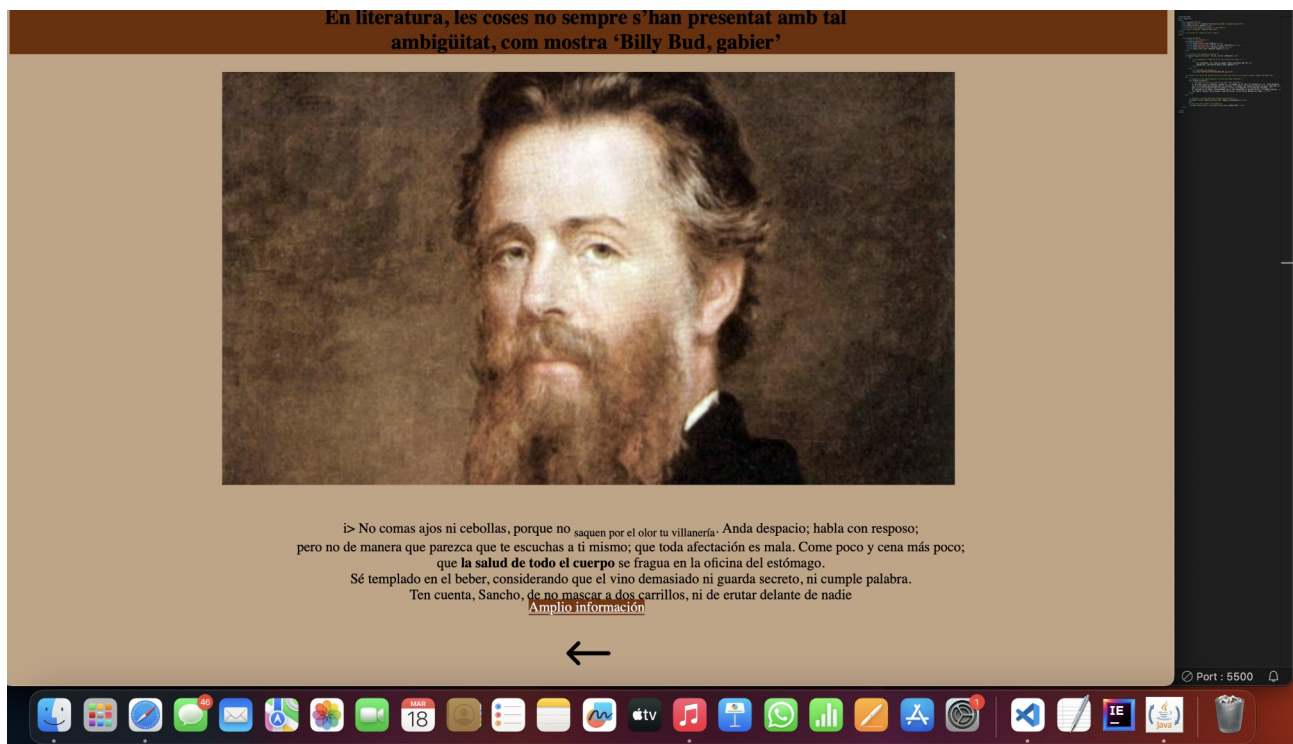 En literatura, les coses no sempre s’han presentat amb tal
ambigüitat, com mostra ‘Billy Bud, gabier’
i> No comas ajos ni cebollas, porque no saquen por el olor tu villanería. Anda despacio; habla con resposo;
pero no de manera que parezca que te escuchas a ti mismo; que toda afectación es mala. Come poco y cena más poco;
que la salud de todo el cuerpo se fragua en la oficina del estómago.
Sé templado en el beber, considerando que el vino demasiado ni guarda secreto, ni cumple palabra.
Ten cuenta, Sancho, de no mascar a dos carrillos, ni de erutar delante de nadie
Amplio información
Port : 5500
46
MAR
18
tv
1
IE
Java